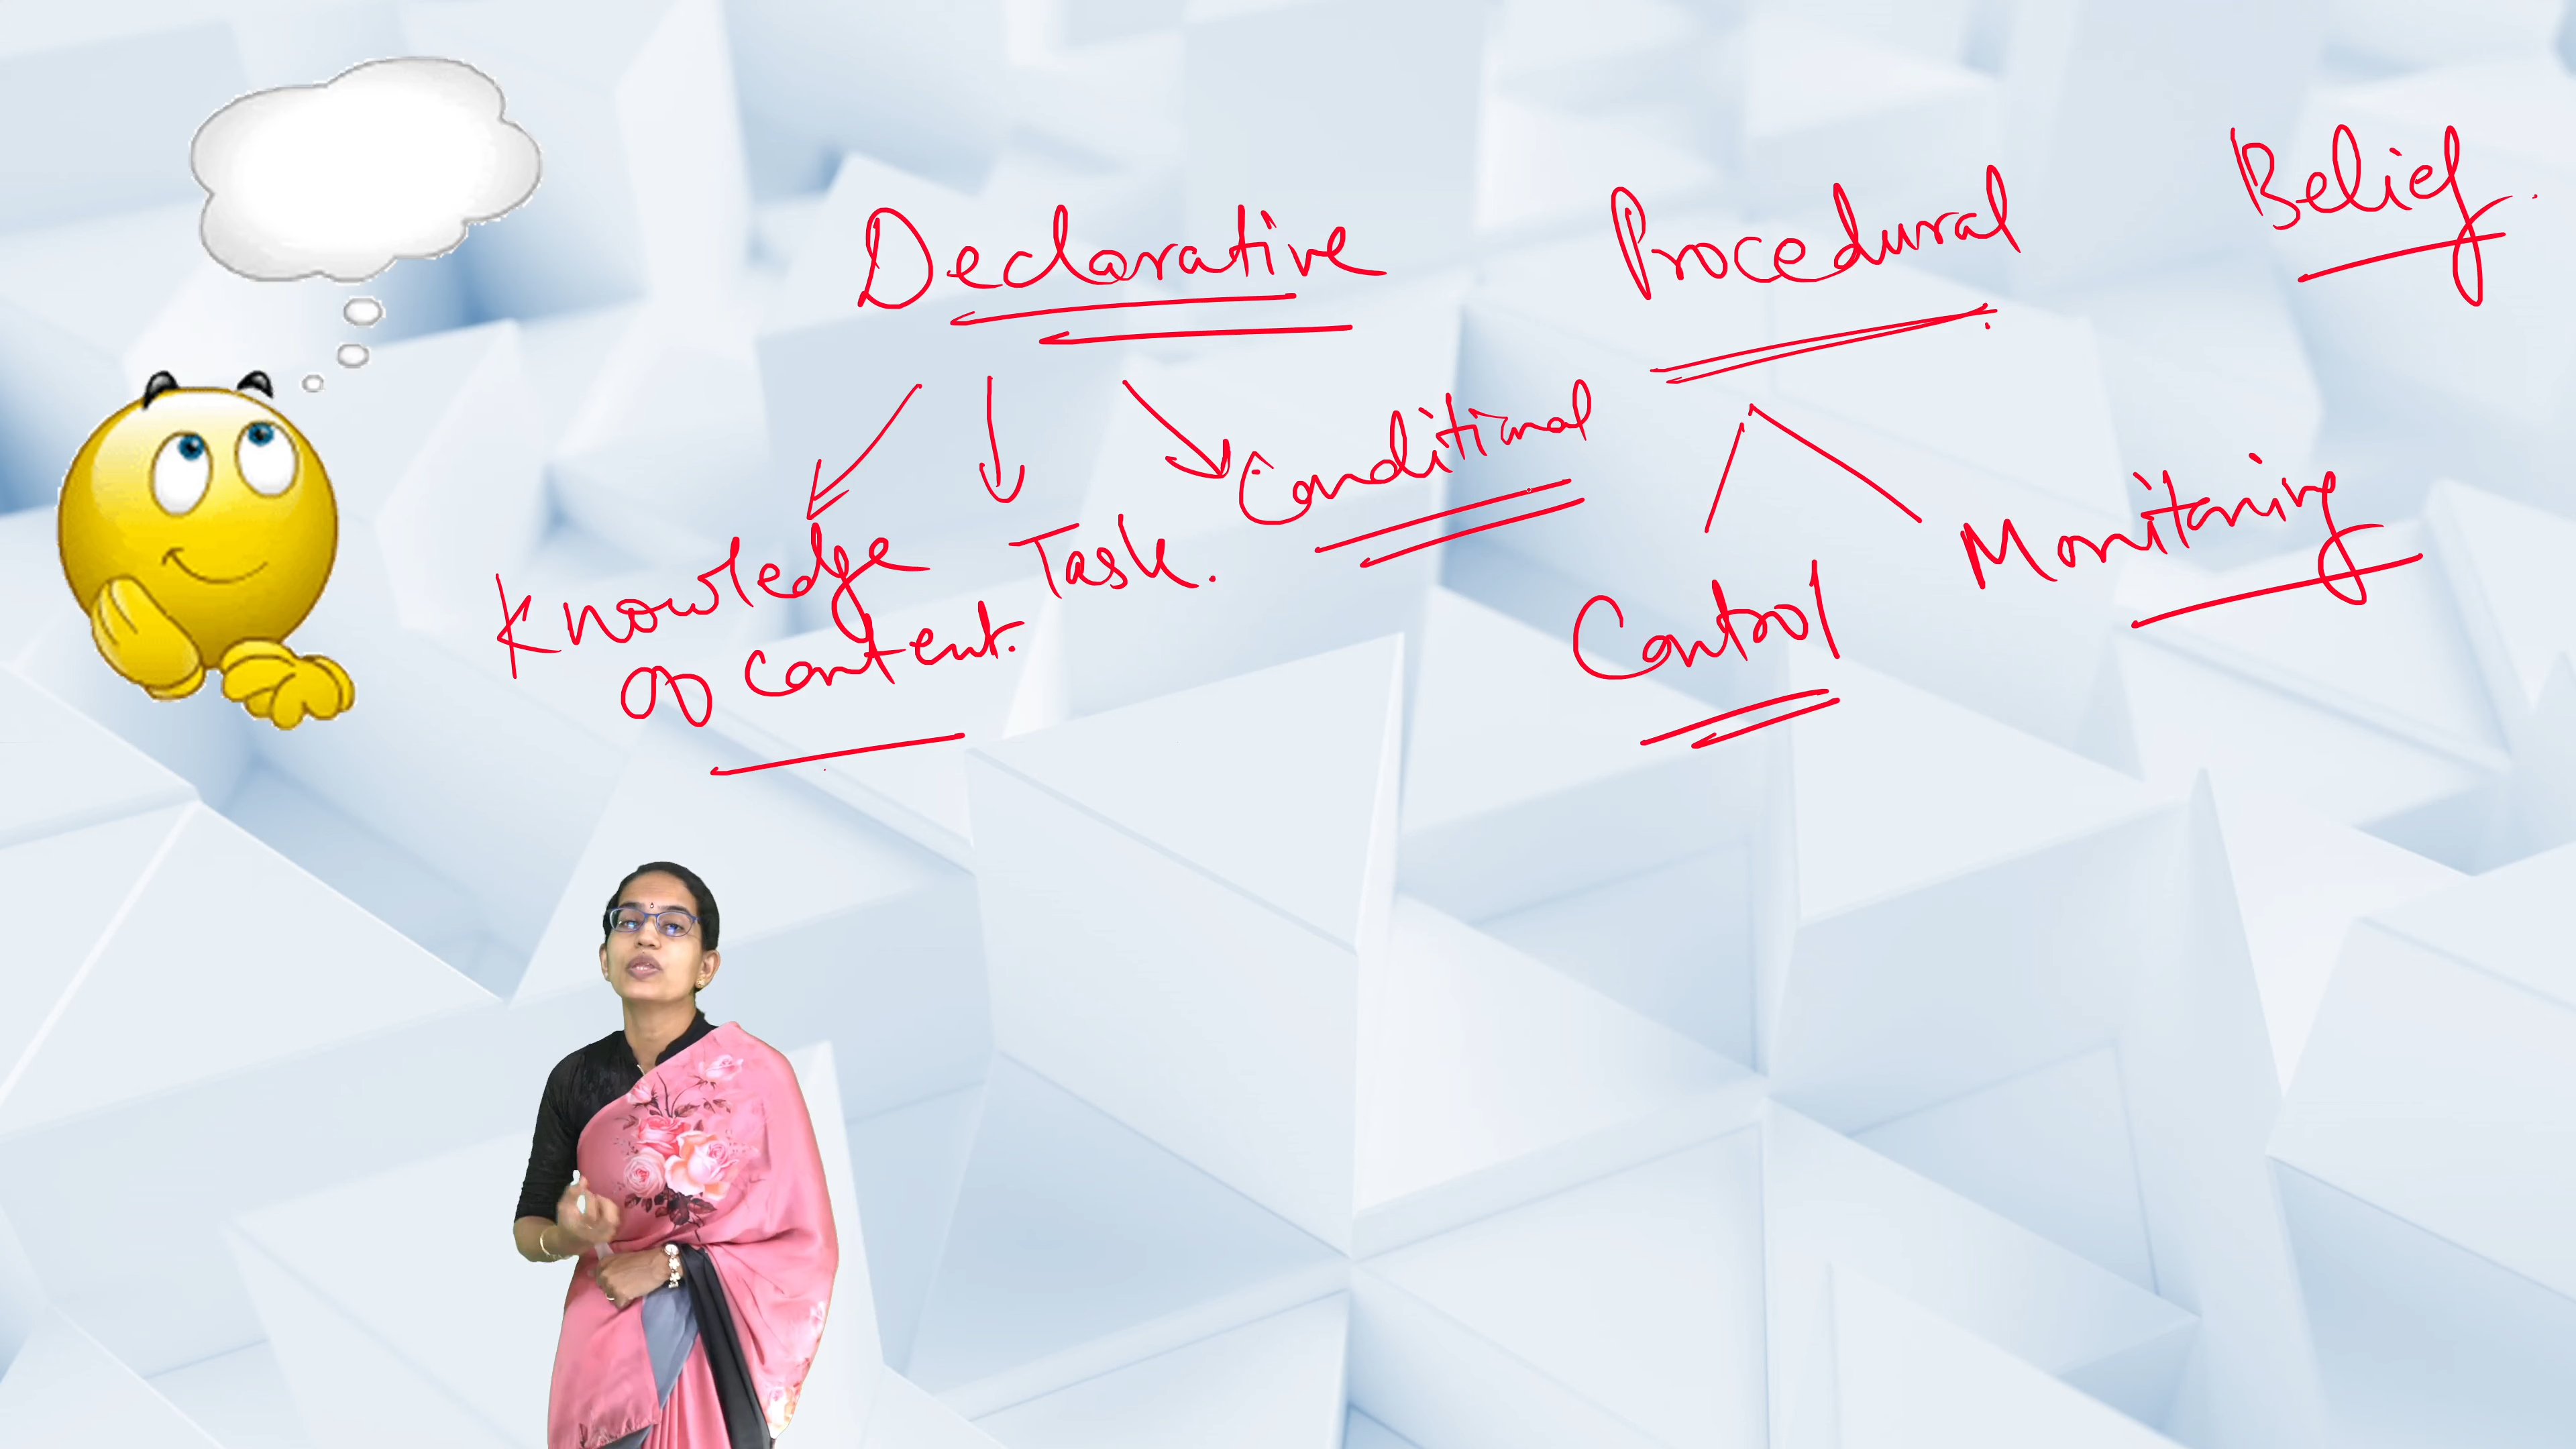 Declarative
Procedural
Belief.
Knowledge
of content.
Task.
Conditional
Control
Monitoring